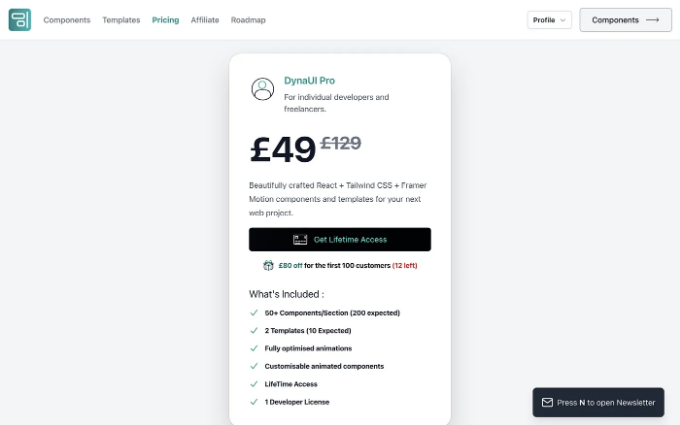 Components Templates Pricing Affiliate Roadmap Profile Components
DynaUI Pro
For individual developers and
freelancers.
£49 £129
Beautifully crafted React + Tailwind CSS + Framer
Motion components and templates for your next
web project.
Get Lifetime Access
£80 off for the first 100 customers (12 left)
What's Included :
50+ Components/Section (200 expected)
2 Templates (10 Expected)
Fully optimised animations
Customisable animated components
LifeTime Access
1 Developer License
Press N to open Newsletter